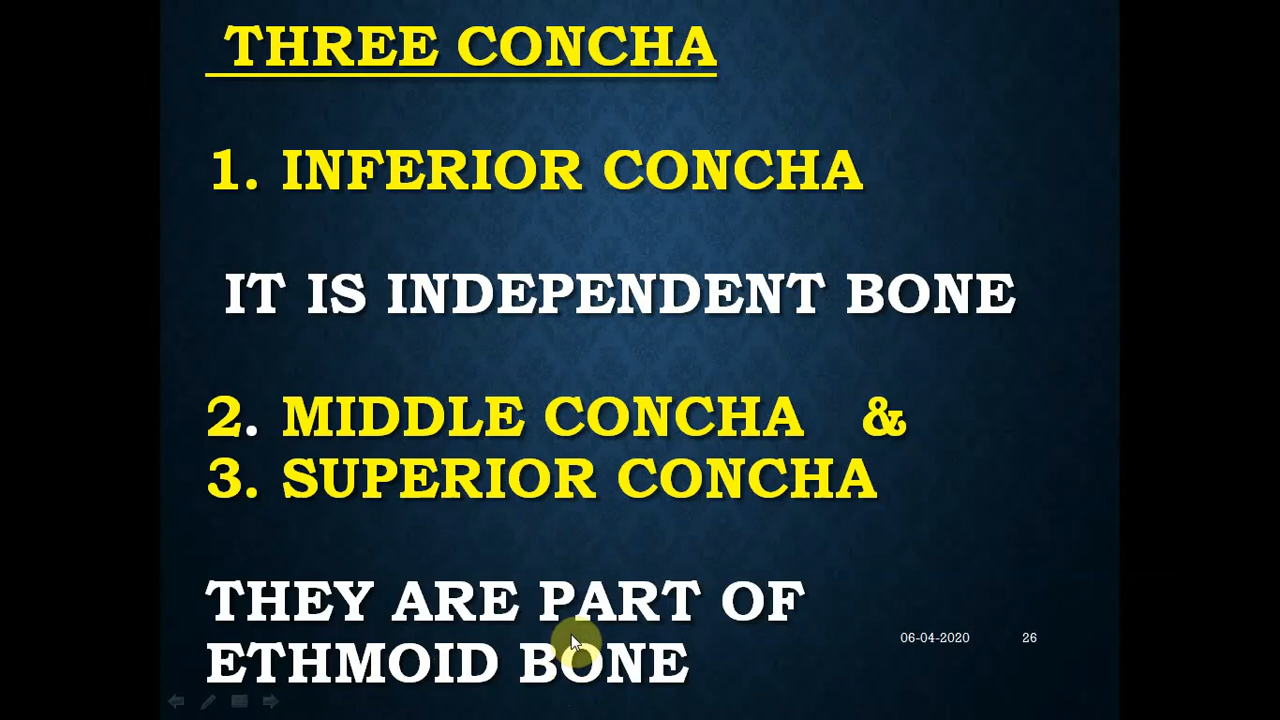 THREE CONCHA
1. INFERIOR CONCHA
IT IS INDEPENDENT BONE
2. MIDDLE CONCHA &
3. SUPERIOR CONCHA
THEY ARE PART OF
ETHMOID BONE
06-04-2020 26